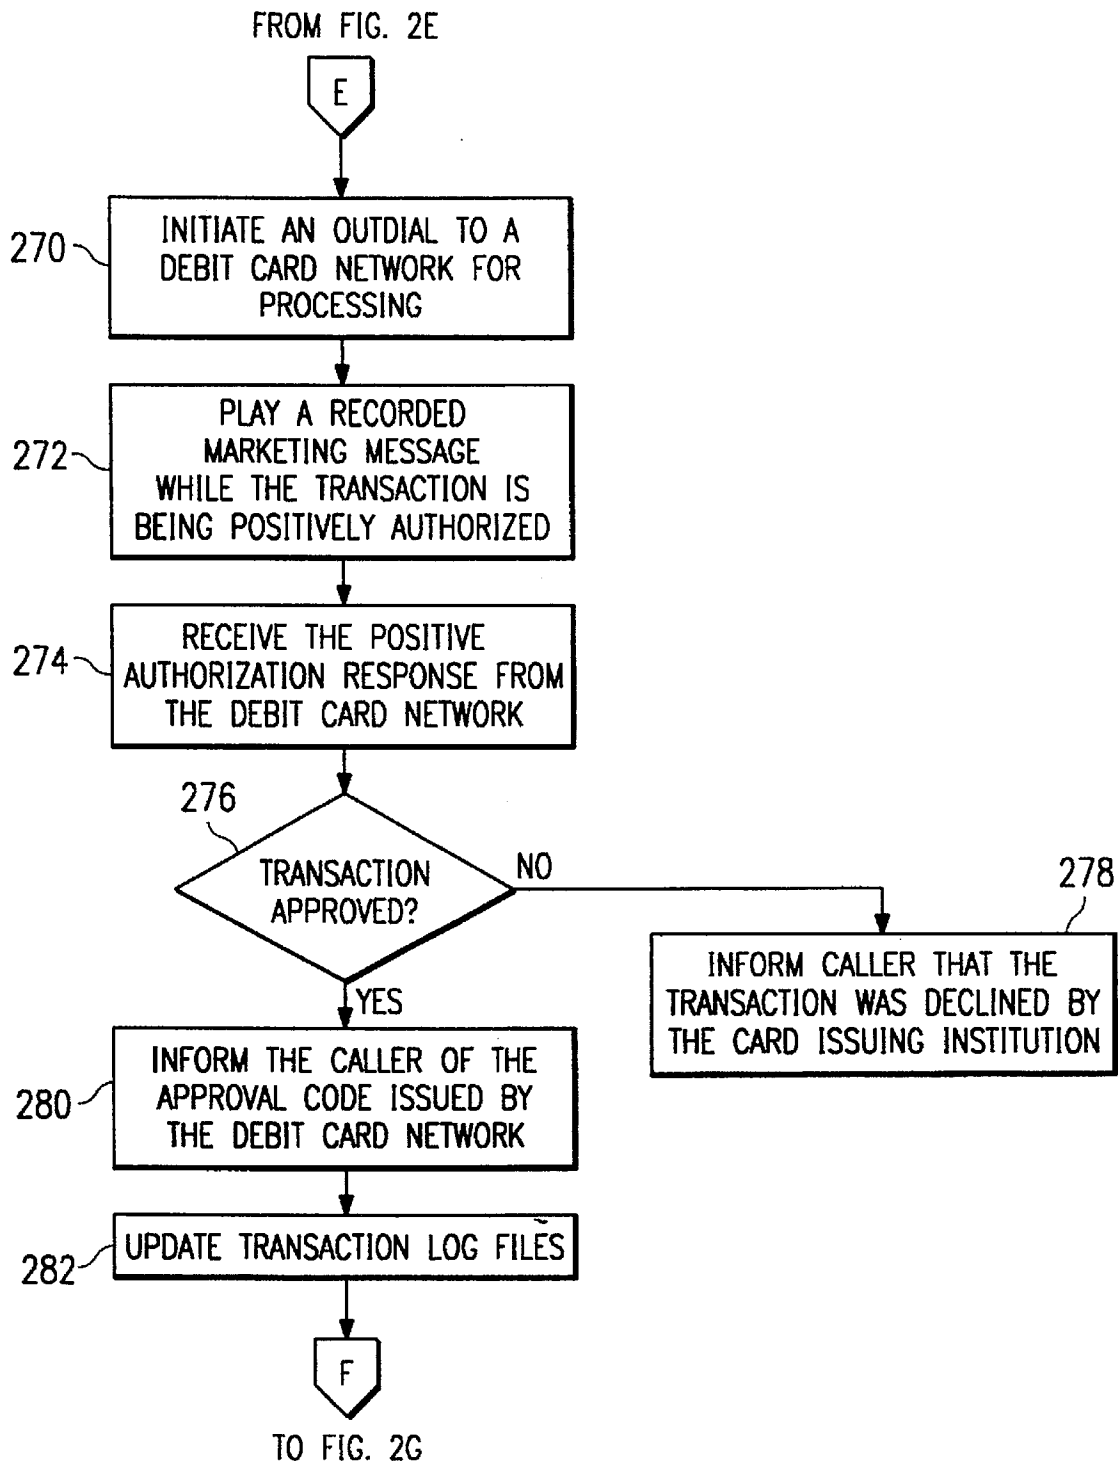 FROM FIG. 2E
E
270
INITIATE AN OUTDIAL TO A
DEBIT CARD NETWORK FOR
PROCESSING
272
PLAY A RECORDED
MARKETING MESSAGE
WHILE THE TRANSACTION IS
BEING POSITIVELY AUTHORIZED
274
RECEIVE THE POSITIVE
AUTHORIZATION RESPONSE FROM
THE DEBIT CARD NETWORK
276
TRANSACTION
APPROVED?
NO
278
INFORM CALLER THAT THE
TRANSACTION WAS DECLINED BY
THE CARD ISSUING INSTITUTION
YES
280
INFORM THE CALLER OF THE
APPROVAL CODE ISSUED BY
THE DEBIT CARD NETWORK
282
UPDATE TRANSACTION LOG FILES
F
TO FIG. 2G